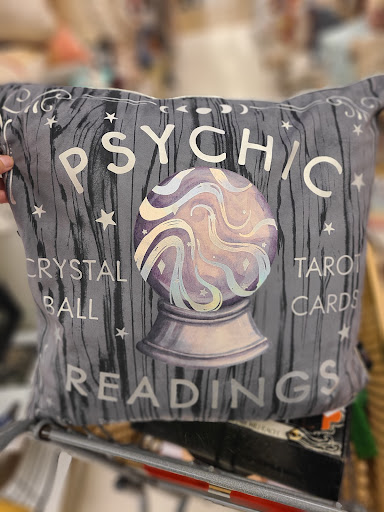 PSYCHIC
CRYSTAL
BALL
TAROT
CARDS
READINGS